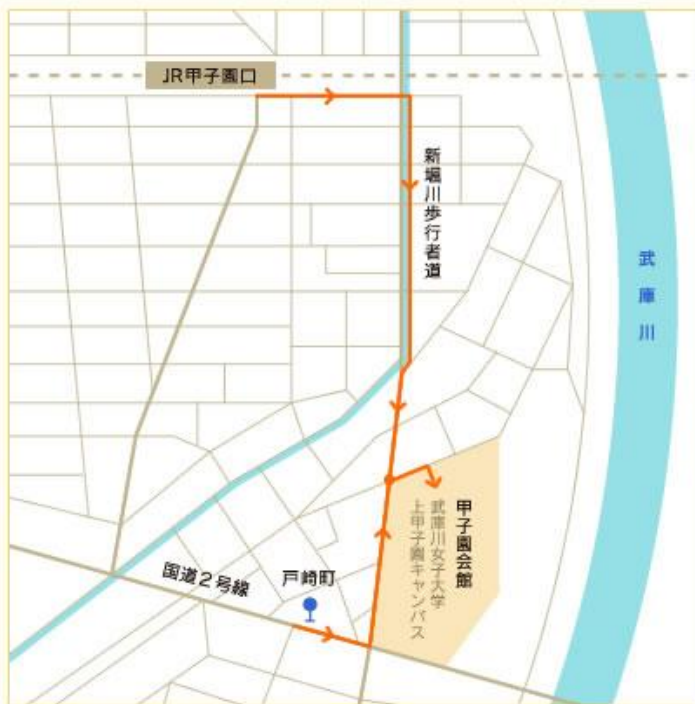 JR甲子園口
新堀川歩行者道
武庫川
甲子園会館
武庫川女子大学
上甲子園キャンパス
国道2号線
戸崎町